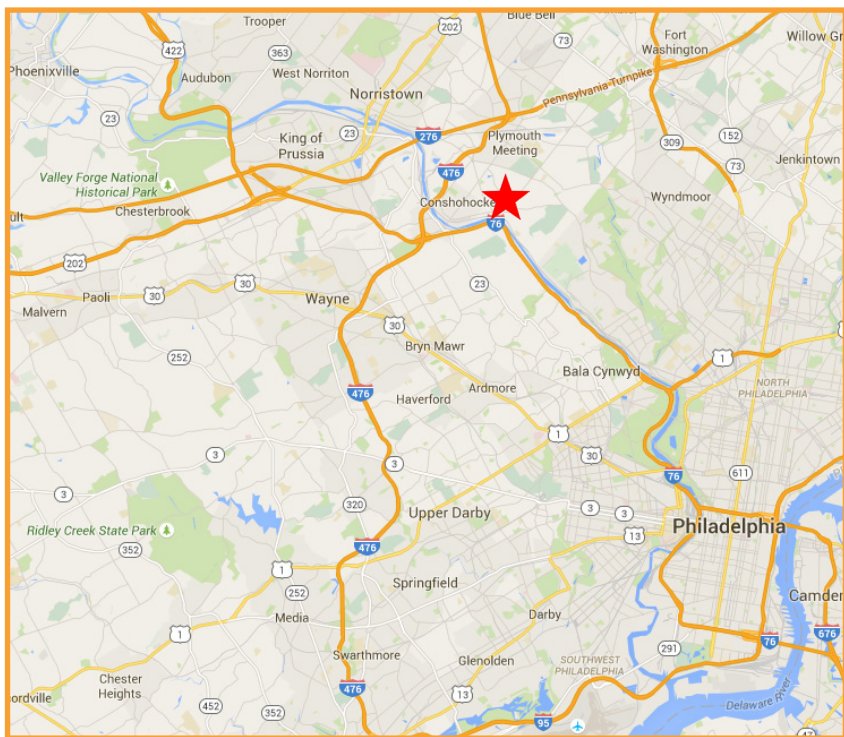 Trooper
202
Blue Bell
73
Fort
Washington
Willow Gr
422
363
Phoenixville
Audubon
West Norriton
Norristown
Pennsylvania Turnpike
23
King of
Prussia
23
276
Plymouth
Meeting
309
152
73
Jenkintown
476
Valley Forge National
Historical Park
Chesterbrook
Conshohocke
Wyndmoor
ult
76
202
23
Paoli
30
30
Wayne
Malvern
30
252
Bryn Mawr
1
Bala Cynwyd
NORTH
PHILADELPHIA
476
Ardmore
Haverford
1
3
3
30
76
611
3
320
Upper Darby
3
3
Philadelphia
Ridley Creek State Park
352
476
13
1
Springfield
252
Camden
Media
Darby
1
676
76
Swarthmore
Glenolden
SOUTHWEST
PHILADELPHIA
291
Chester
Heights
476
13
ordville
452
352
95
Delaware River
47